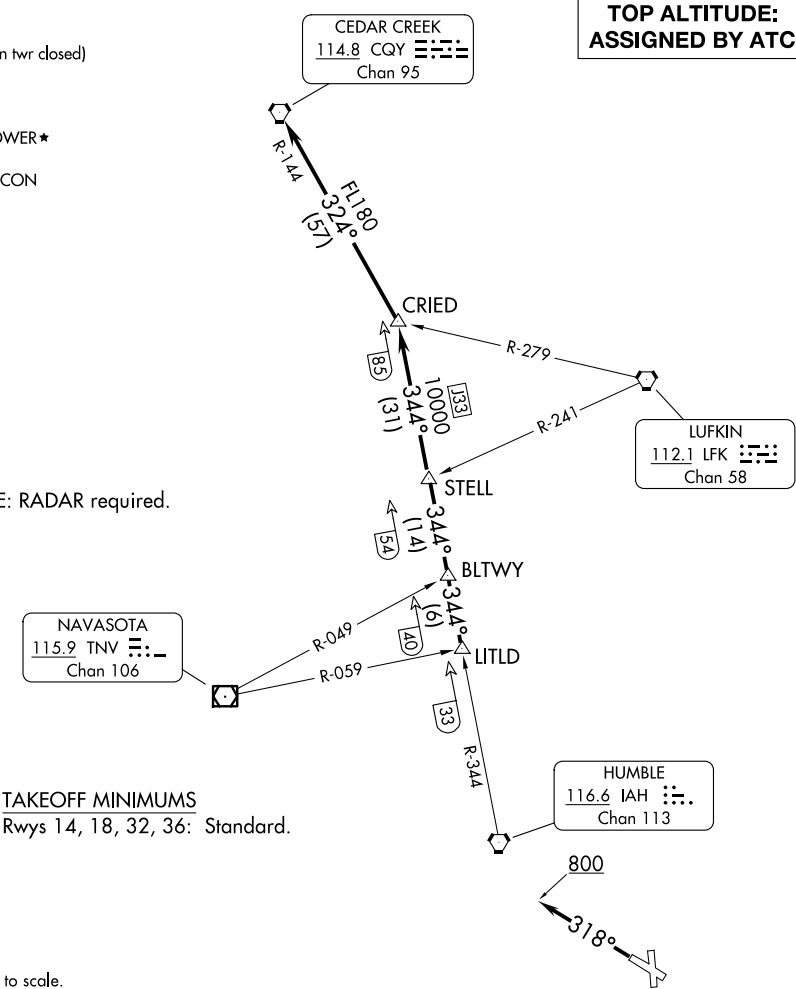 TOP ALTITUDE:
ASSIGNED BY ATC
CEDAR CREEK
114.8 CQY
Chan 95
n twr closed)
OWER★
CON
R-144
FL180
324°
(57)
CRIED
85
R-279
J33
10000
344°
(31)
R-241
LUFKIN
112.1 LFK
Chan 58
STELL
E: RADAR required.
54
344°
(14)
BLTWY
NAVASOTA
115.9 TNV
Chan 106
R-049
40
344°
(6)
R-059
LITLD
33
R-344
HUMBLE
116.6 IAH
Chan 113
TAKEOFF MINIMUMS
Rwys 14, 18, 32, 36: Standard.
800
318°
to scale.